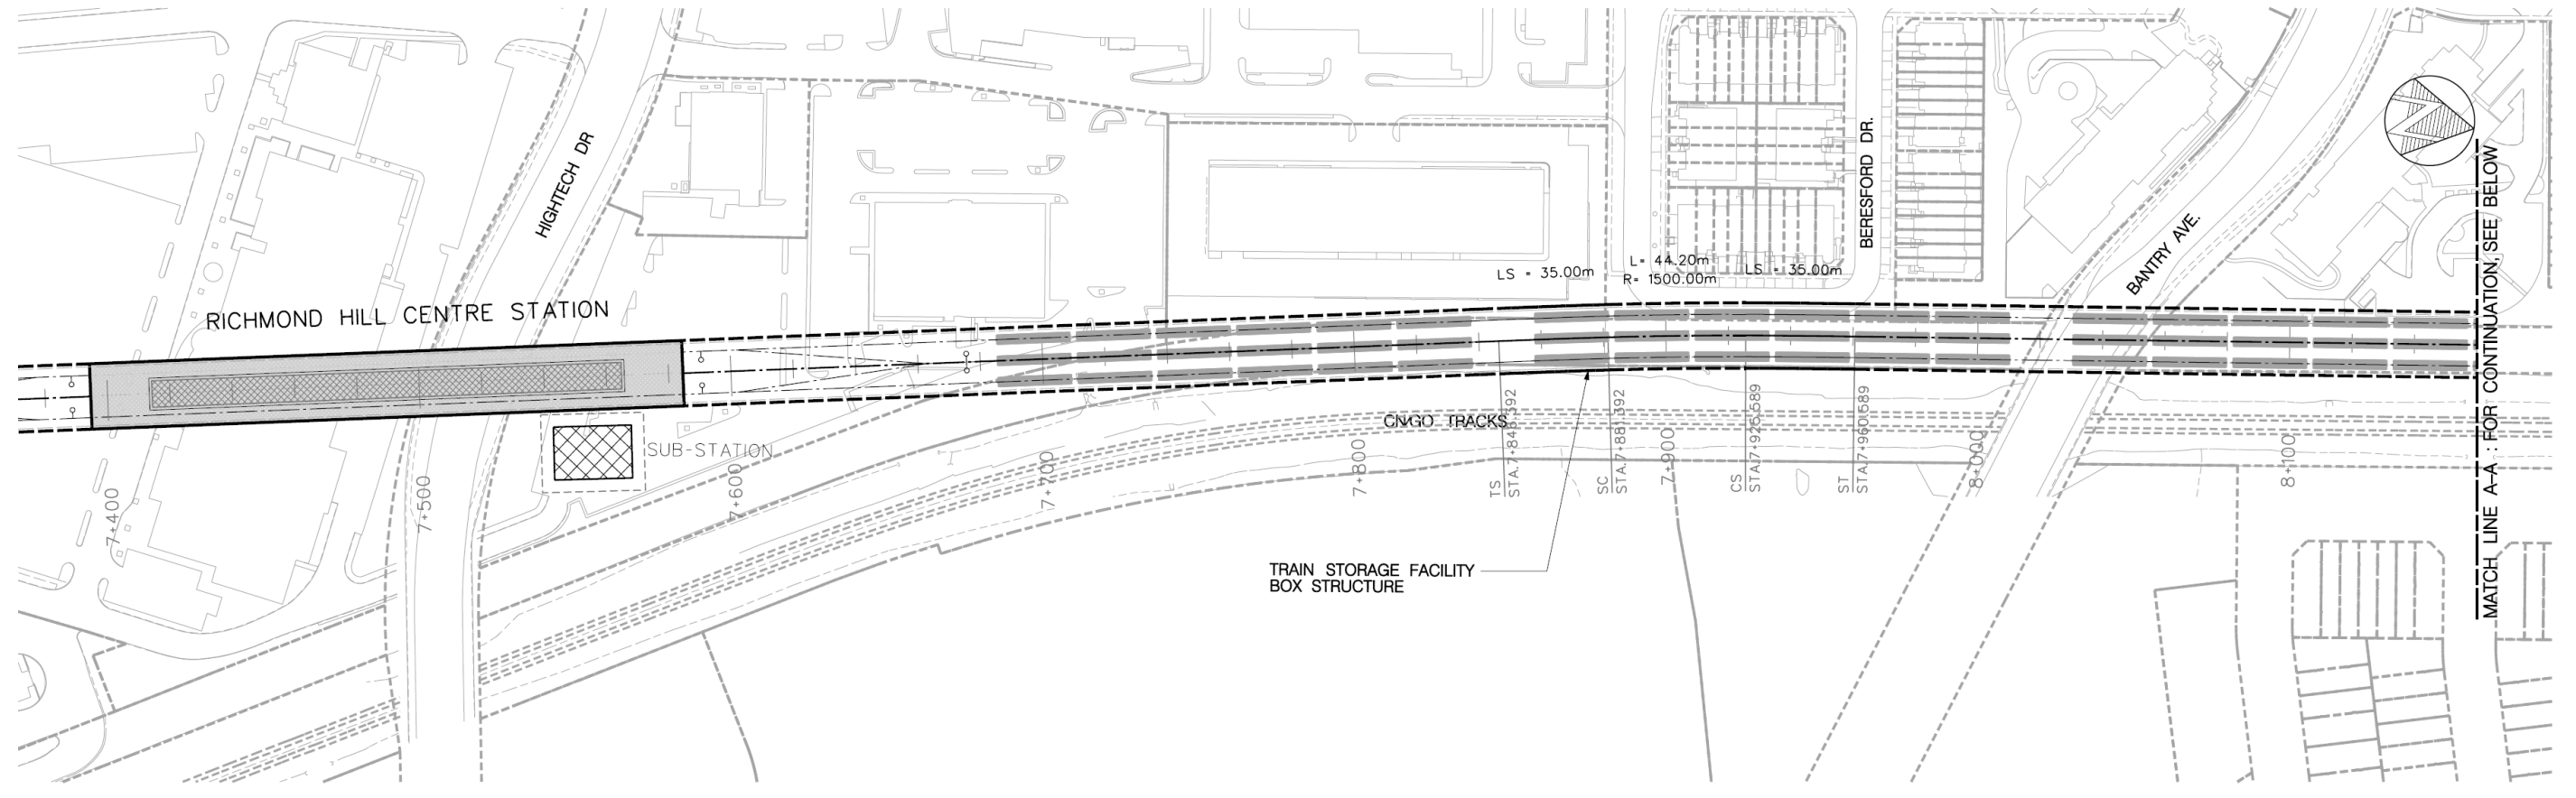 HIGHTECH DR
BERESFORD DR.
BANTRY AVE.
N
MATCH LINE A-A : FOR CONTINUATION, SEE BELOW
LS = 35.00m
L= 44.20m
R= 1500.00m
LS = 35.00m
RICHMOND HILL CENTRE STATION
SUB-STATION
CN/GO TRACKS
7+400
7+500
7+600
7+700
7+800
TS
SC
STA.7+881.392
7+900
CS
STA.7+925.589
ST
STA.7+960.589
8+000
8+100
TRAIN STORAGE FACILITY
BOX STRUCTURE